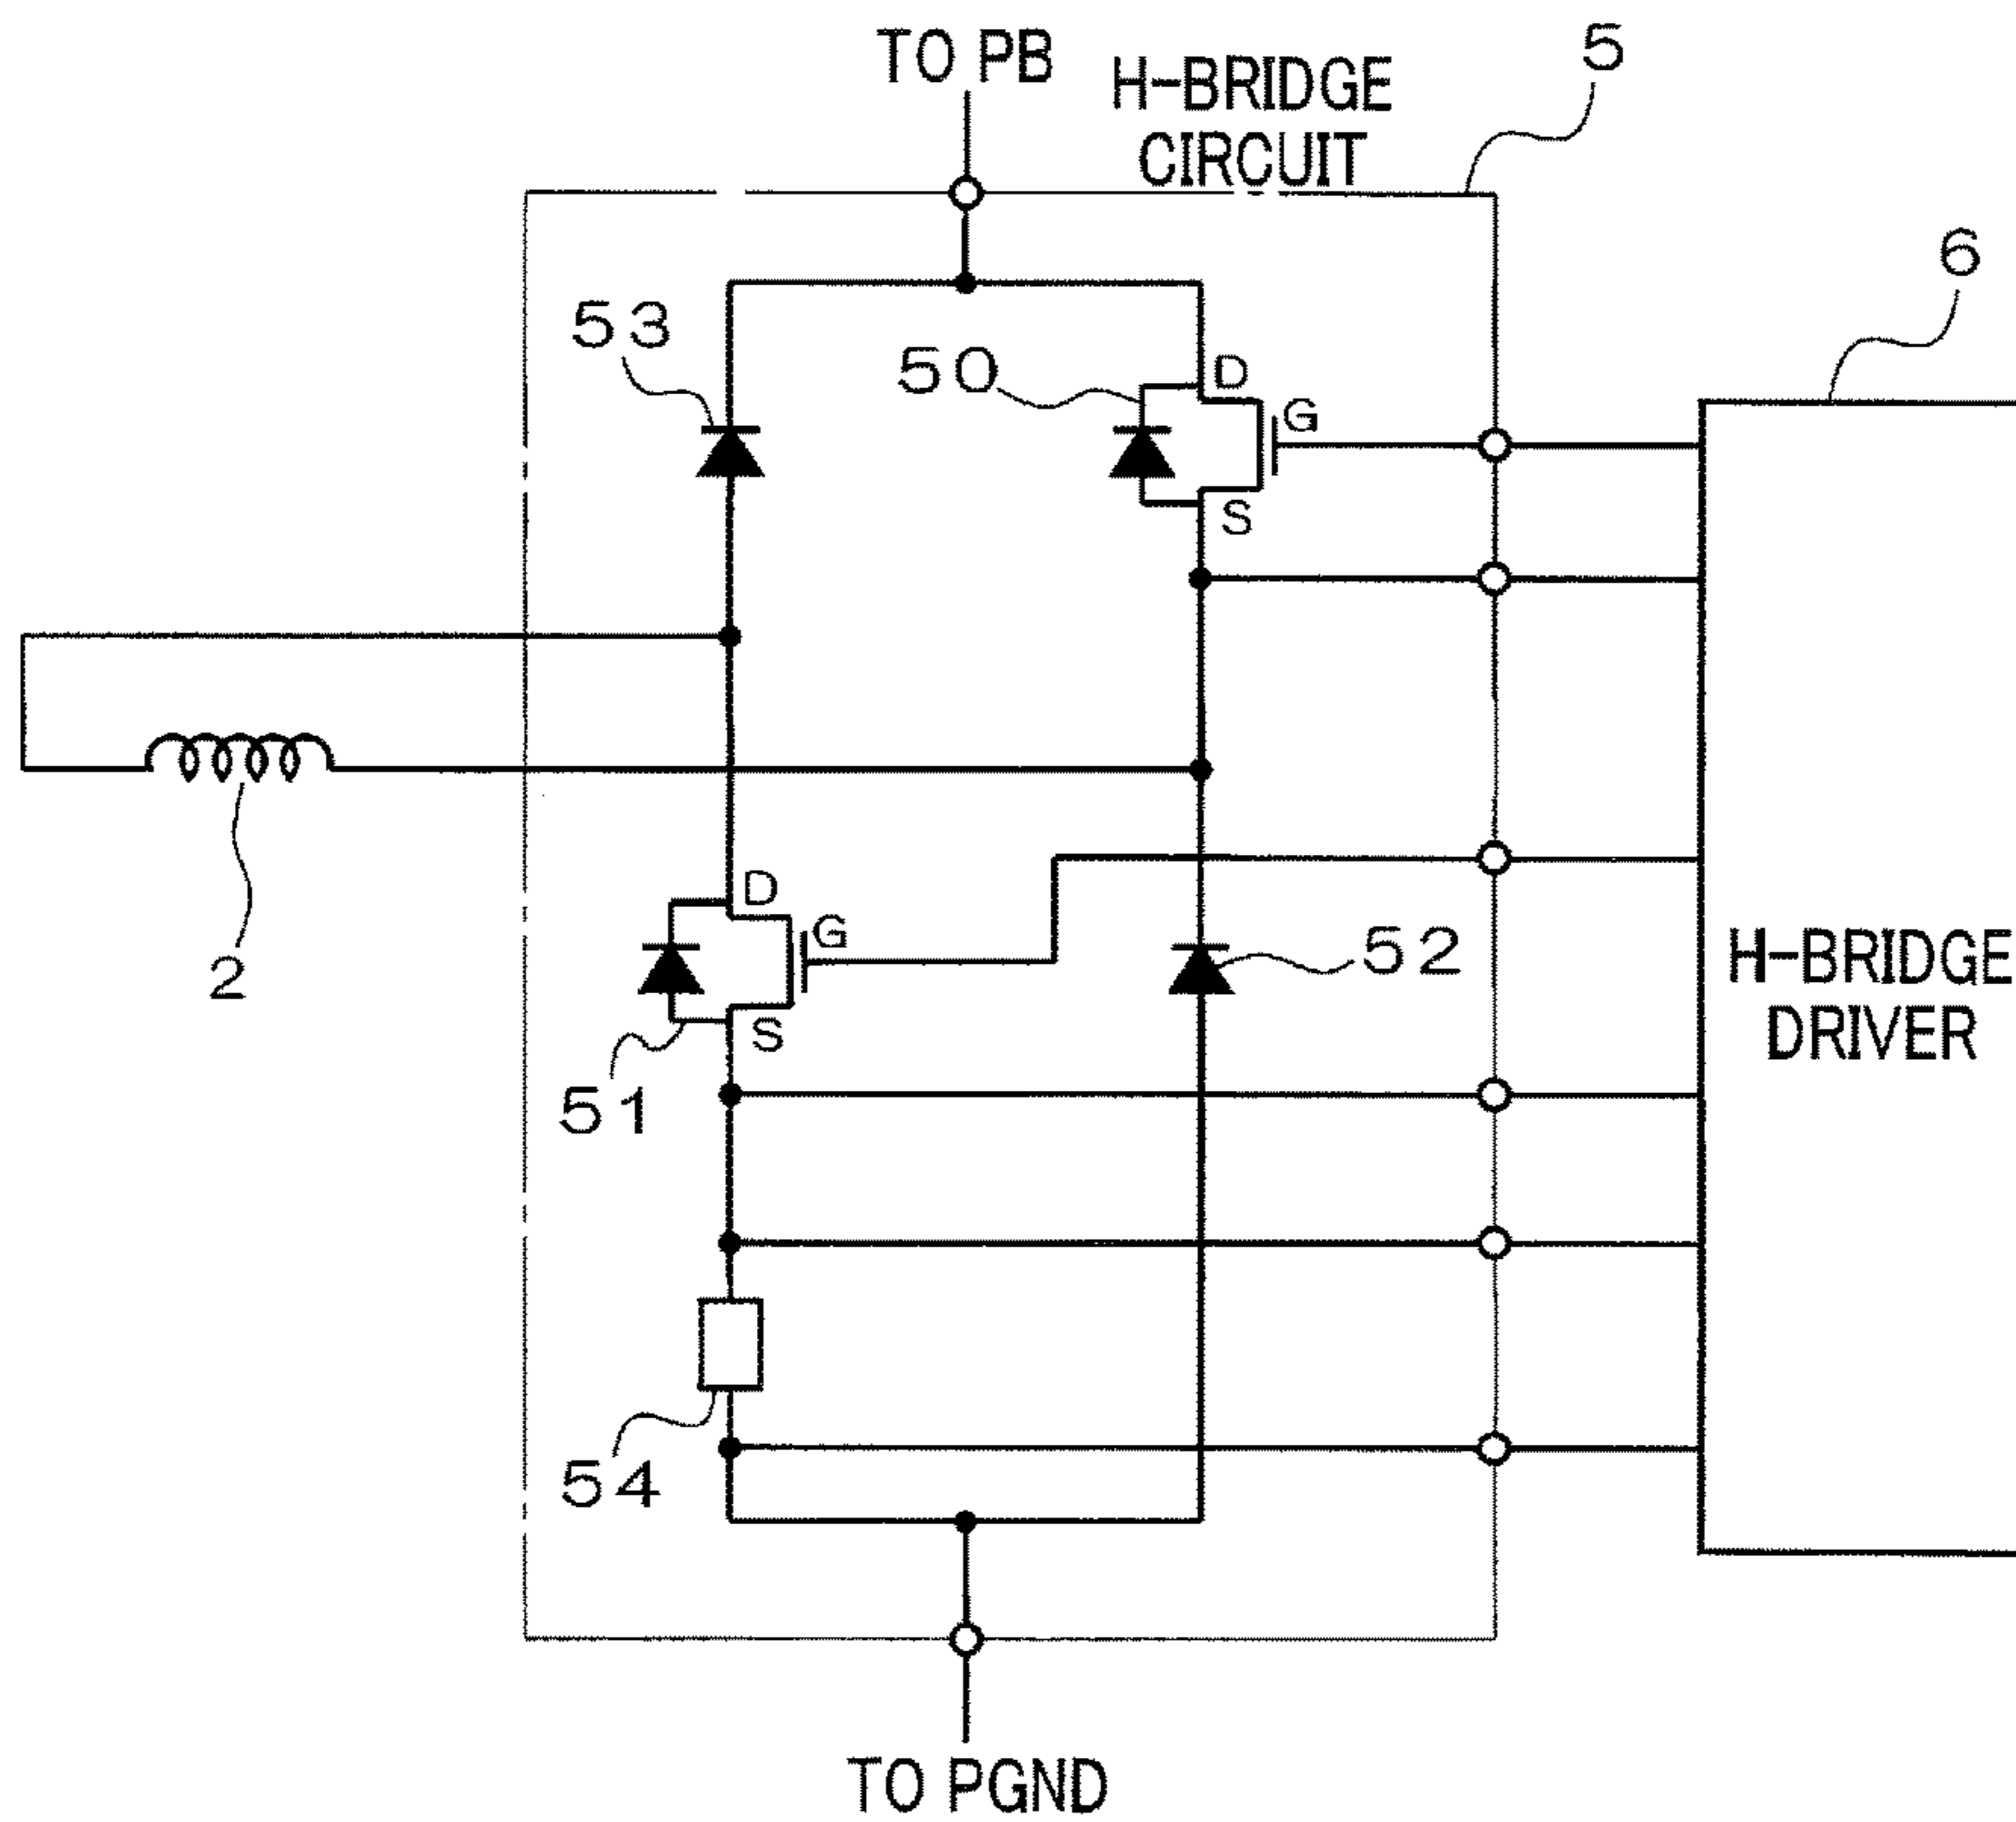 TO PB
H-BRIDGE
CIRCUIT
5
6
53
50
D
G
S
2
D
G
S
51
52
H-BRIDGE
DRIVER
54
TO PGND